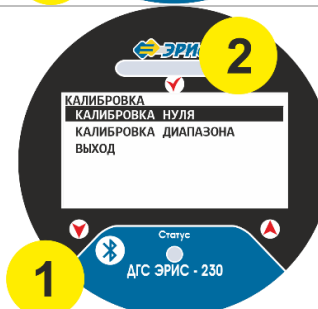 ЭРИС
2
КАЛИБРОВКА
КАЛИБРОВКА НУЛЯ
КАЛИБРОВКА ДИАПАЗОНА
ВЫХОД
Статус
ДГС ЭРИС - 230
1